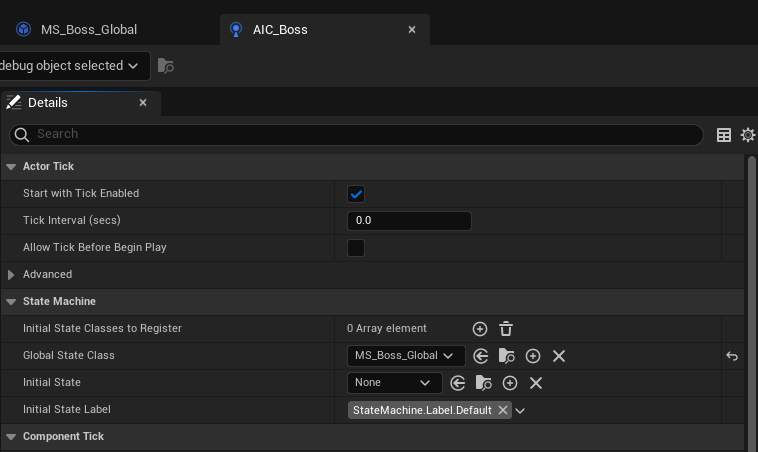 MS_Boss_Global
AIC_Boss
debug object selected
Details
Search
Actor Tick
Start with Tick Enabled
Tick Interval (secs)
0.0
Allow Tick Before Begin Play
Advanced
State Machine
Initial State Classes to Register
0 Array element
Global State Class
MS_Boss_Global
Initial State
None
Initial State Label
StateMachine.Label.Default
Component Tick